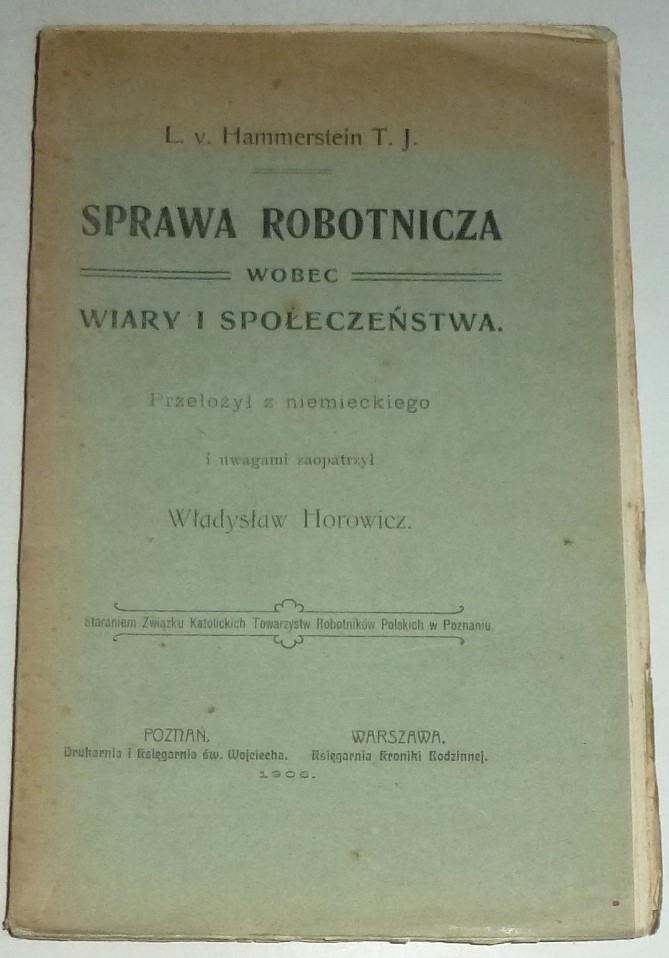 L. v. Hammerstein T. J.
SPRAWA ROBOTNICZA
WOBEC
WIARY I SPOŁECZEŃSTWA.
Przełożył z niemieckiego
i uwagami zaopatrzył
Władysław Horowicz.
Staraniem Związku Katolickich Towarzystw Robotników Polskich w Poznaniu.
POZNAŃ.
Drukarnia i Księgarnia św. Wojciecha.
WARSZAWA.
Księgarnia Kroniki Rodzinnej.
1906.